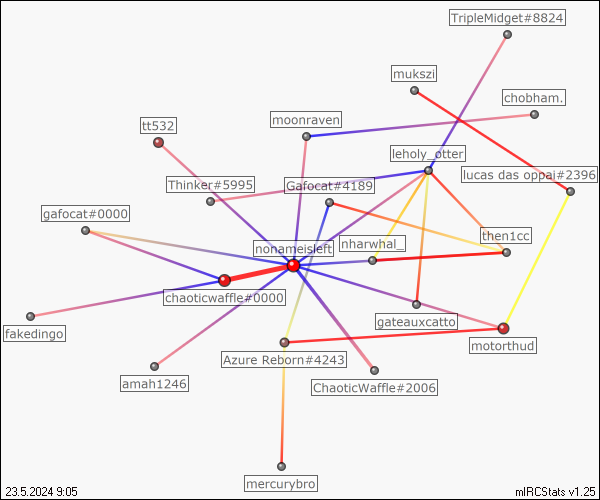 TripleMidget#8824
mukszi
chobham.
moonraven
tt532
leholy_otter
lucas das oppai#2396
Thinker#5995
Gafocat#4189
gafocat#0000
then1cc
nonameisleft
nharwhal_
chaoticwaffle#0000
gateauxcatto
fakedingo
motorthud
Azure Reborn#4243
amah1246
ChaoticWaffle#2006
mercurybro
23.5.2024 9:05
mIRCStats v1.25